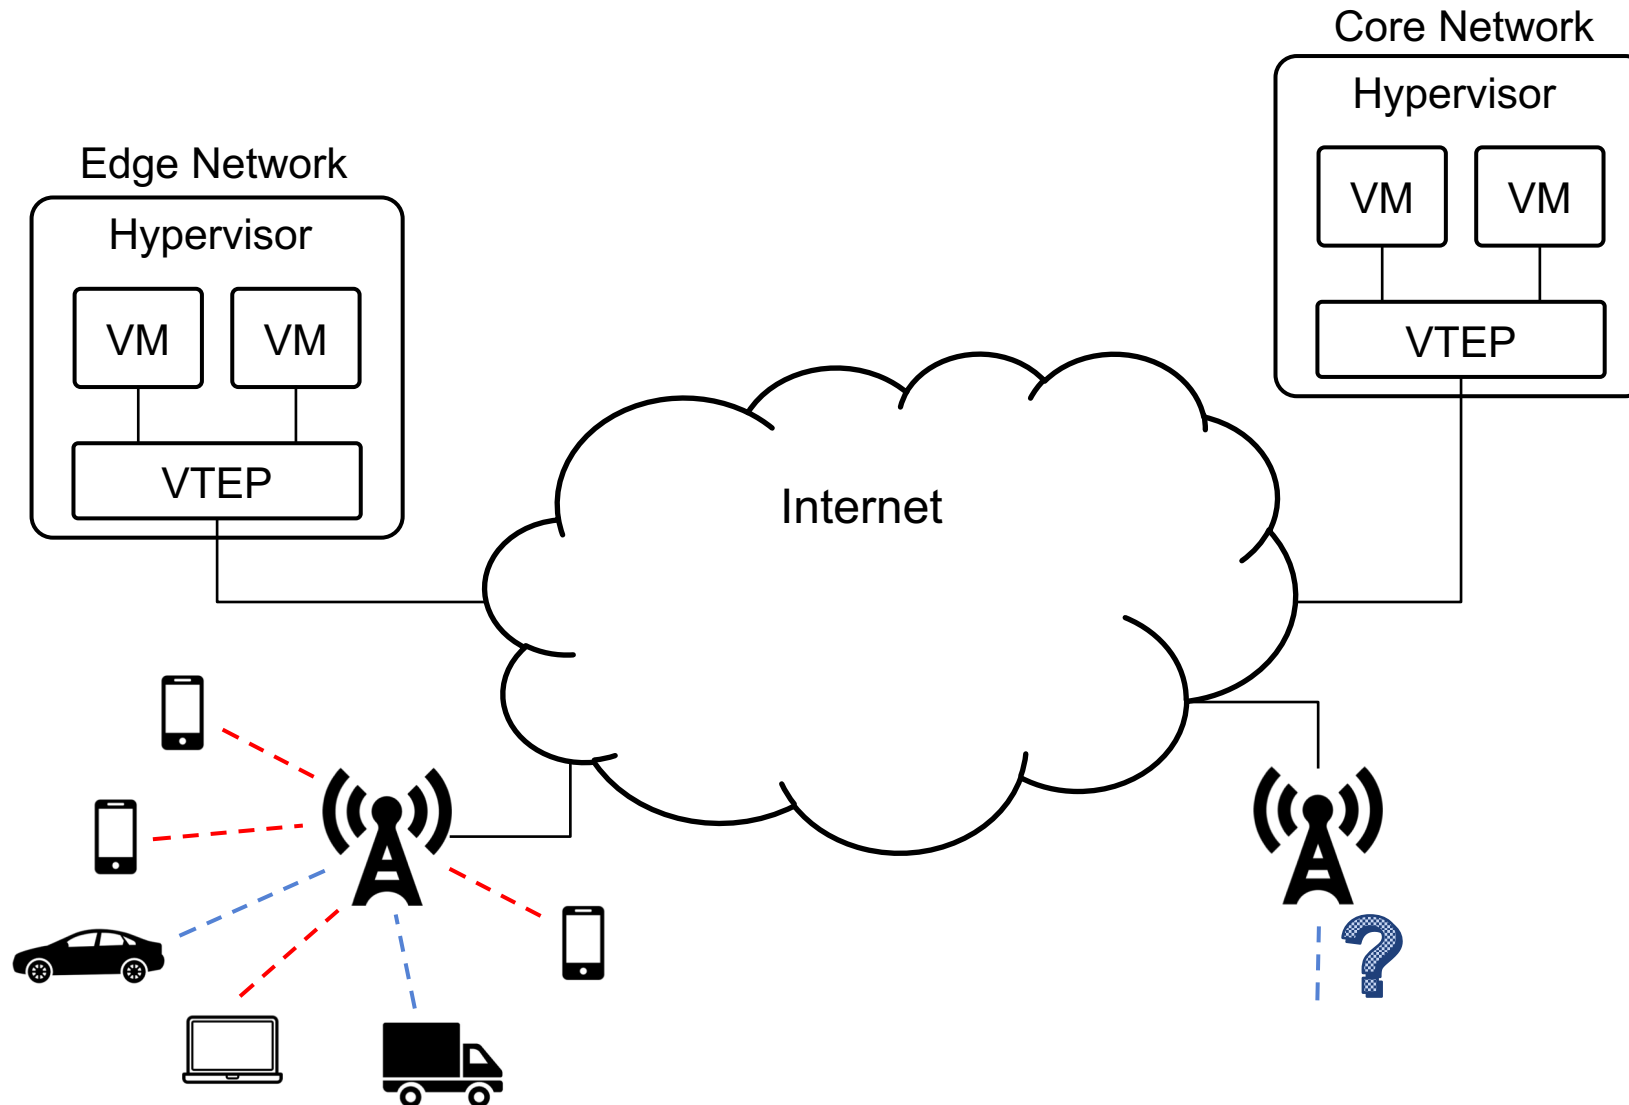 Core Network
Hypervisor
VM VM
VTEP
Edge Network
Hypervisor
VM VM
VTEP
Internet
?